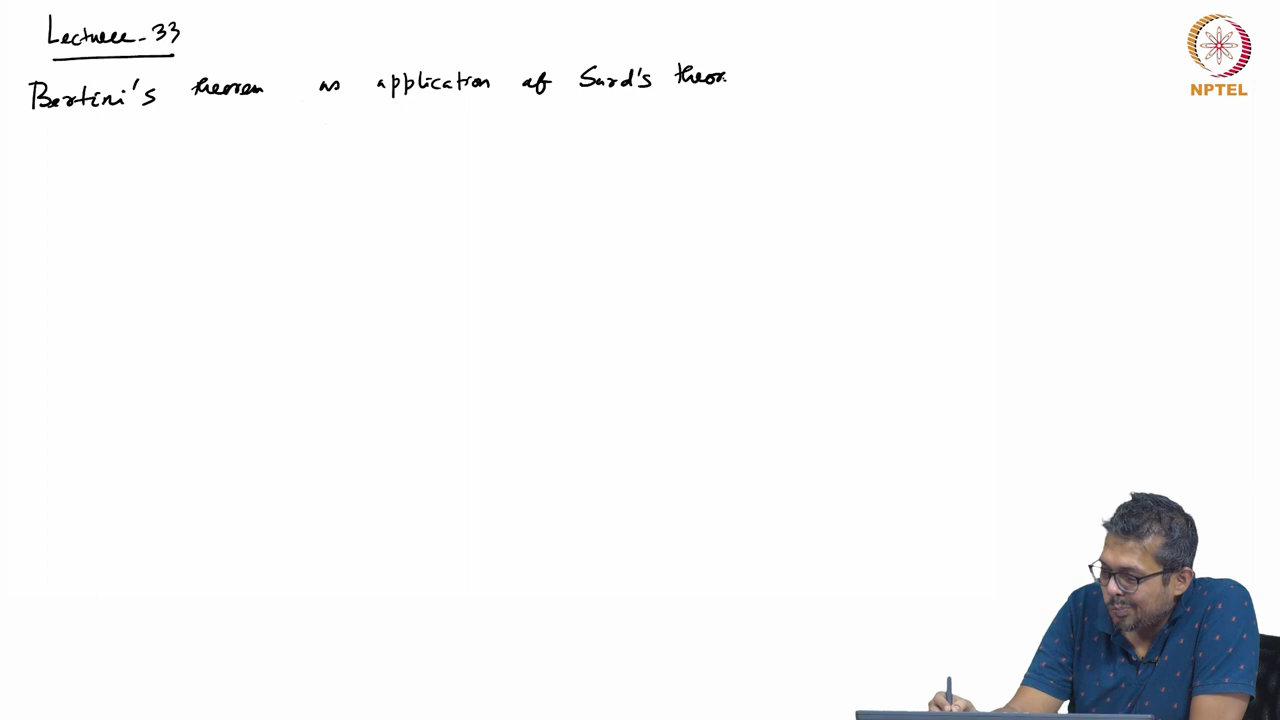 Lecture-33
Bertini's theorem as application of Sard's theor
NPTEL